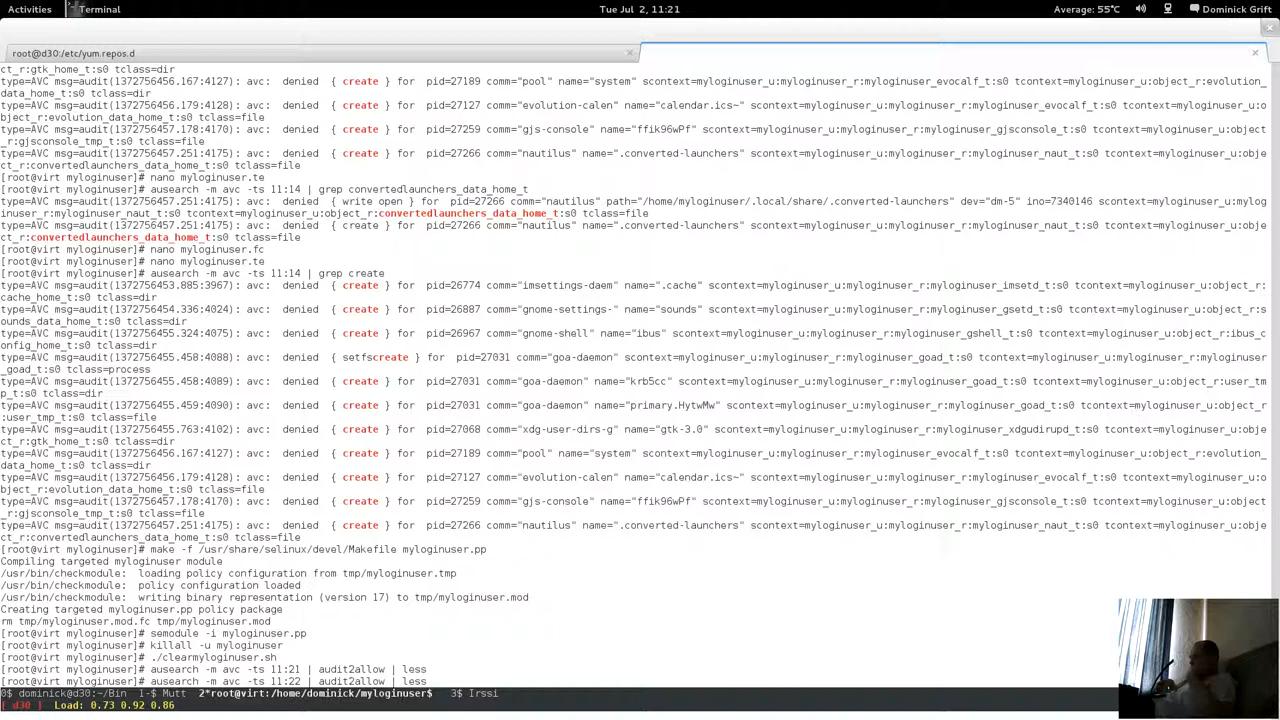 Activities Terminal Tue Jul 2, 11:21 Average: 55°C Dominick Grift
root@d30:/etc/yum.repos.d
ct_r:gtk_home_t:s0 tclass=dir
type=AVC msg=audit(1372756456.167:4127): avc: denied { create } for pid=27189 comm="pool" name="system" scontext=myloginuser_u:myloginuser_r:myloginuser_evocalf_t:s0 tcontext=myloginuser_u:object_r:evolution_
data_home_t:s0 tclass=dir
type=AVC msg=audit(1372756456.179:4128): avc: denied { create } for pid=27127 comm="evolution-calen" name="calendar.ics~" scontext=myloginuser_u:myloginuser_r:myloginuser_evocalf_t:s0 tcontext=myloginuser_u:o
bject_r:evolution_data_home_t:s0 tclass=file
type=AVC msg=audit(1372756457.178:4170): avc: denied { create } for pid=27259 comm="gjs-console" name="ffik96wPf" scontext=myloginuser_u:myloginuser_r:myloginuser_gjsconsole_t:s0 tcontext=myloginuser_u:object
_r:gjsconsole_tmp_t:s0 tclass=file
type=AVC msg=audit(1372756457.251:4175): avc: denied { create } for pid=27266 comm="nautilus" name=".converted-launchers" scontext=myloginuser_u:myloginuser_r:myloginuser_naut_t:s0 tcontext=myloginuser_u:obje
ct_r:convertedlaunchers_data_home_t:s0 tclass=file
[root@virt myloginuser]# nano myloginuser.te
[root@virt myloginuser]# ausearch -m avc -ts 11:14 | grep convertedlaunchers_data_home_t
type=AVC msg=audit(1372756457.251:4175): avc: denied { write open } for pid=27266 comm="nautilus" path="/home/myloginuser/.local/share/.converted-launchers" dev="dm-5" ino=7340146 scontext=myloginuser_u:mylog
inuser_r:myloginuser_naut_t:s0 tcontext=myloginuser_u:object_r:convertedlaunchers_data_home_t:s0 tclass=file
type=AVC msg=audit(1372756457.251:4175): avc: denied { create } for pid=27266 comm="nautilus" name=".converted-launchers" scontext=myloginuser_u:myloginuser_r:myloginuser_naut_t:s0 tcontext=myloginuser_u:obje
ct_r:convertedlaunchers_data_home_t:s0 tclass=file
[root@virt myloginuser]# nano myloginuser.fc
[root@virt myloginuser]# nano myloginuser.te
[root@virt myloginuser]# ausearch -m avc -ts 11:14 | grep create
type=AVC msg=audit(1372756453.885:3967): avc: denied { create } for pid=26774 comm="imsettings-daem" name=".cache" scontext=myloginuser_u:myloginuser_r:myloginuser_imsetd_t:s0 tcontext=myloginuser_u:object_r:
cache_home_t:s0 tclass=dir
type=AVC msg=audit(1372756454.336:4024): avc: denied { create } for pid=26887 comm="gnome-settings-" name="sounds" scontext=myloginuser_u:myloginuser_r:myloginuser_gsetd_t:s0 tcontext=myloginuser_u:object_r:s
ounds_data_home_t:s0 tclass=dir
type=AVC msg=audit(1372756455.324:4075): avc: denied { create } for pid=26967 comm="gnome-shell" name="ibus" scontext=myloginuser_u:myloginuser_r:myloginuser_gshell_t:s0 tcontext=myloginuser_u:object_r:ibus_c
onfig_home_t:s0 tclass=dir
type=AVC msg=audit(1372756455.458:4088): avc: denied { setfscreate } for pid=27031 comm="goa-daemon" scontext=myloginuser_u:myloginuser_r:myloginuser_goad_t:s0 tcontext=myloginuser_u:myloginuser_r:myloginuser
_goad_t:s0 tclass=process
type=AVC msg=audit(1372756455.458:4089): avc: denied { create } for pid=27031 comm="goa-daemon" name="krb5cc" scontext=myloginuser_u:myloginuser_r:myloginuser_goad_t:s0 tcontext=myloginuser_u:object_r:user_tm
p_t:s0 tclass=dir
type=AVC msg=audit(1372756455.459:4090): avc: denied { create } for pid=27031 comm="goa-daemon" name="primary.HytwMw" scontext=myloginuser_u:myloginuser_r:myloginuser_goad_t:s0 tcontext=myloginuser_u:object_r
:user_tmp_t:s0 tclass=file
type=AVC msg=audit(1372756455.763:4102): avc: denied { create } for pid=27068 comm="xdg-user-dirs-g" name="gtk-3.0" scontext=myloginuser_u:myloginuser_r:myloginuser_xdgudirupd_t:s0 tcontext=myloginuser_u:obje
ct_r:gtk_home_t:s0 tclass=dir
type=AVC msg=audit(1372756456.167:4127): avc: denied { create } for pid=27189 comm="pool" name="system" scontext=myloginuser_u:myloginuser_r:myloginuser_evocalf_t:s0 tcontext=myloginuser_u:object_r:evolution_
data_home_t:s0 tclass=dir
type=AVC msg=audit(1372756456.179:4128): avc: denied { create } for pid=27127 comm="evolution-calen" name="calendar.ics~" scontext=myloginuser_u:myloginuser_r:myloginuser_evocalf_t:s0 tcontext=myloginuser_u:o
bject_r:evolution_data_home_t:s0 tclass=file
type=AVC msg=audit(1372756457.178:4170): avc: denied { create } for pid=27259 comm="gjs-console" name="ffik96wPf" scontext=myloginuser_u:myloginuser_r:myloginuser_gjsconsole_t:s0 tcontext=myloginuser_u:object
_r:gjsconsole_tmp_t:s0 tclass=file
type=AVC msg=audit(1372756457.251:4175): avc: denied { create } for pid=27266 comm="nautilus" name=".converted-launchers" scontext=myloginuser_u:myloginuser_r:myloginuser_naut_t:s0 tcontext=myloginuser_u:obje
ct_r:convertedlaunchers_data_home_t:s0 tclass=file
[root@virt myloginuser]# make -f /usr/share/selinux/devel/Makefile myloginuser.pp
Compiling targeted myloginuser module
/usr/bin/checkmodule: loading policy configuration from tmp/myloginuser.tmp
/usr/bin/checkmodule: policy configuration loaded
/usr/bin/checkmodule: writing binary representation (version 17) to tmp/myloginuser.mod
Creating targeted myloginuser.pp policy package
rm tmp/myloginuser.mod.fc tmp/myloginuser.mod
[root@virt myloginuser]# semodule -i myloginuser.pp
[root@virt myloginuser]# killall -u myloginuser
[root@virt myloginuser]# ./clearmyloginuser.sh
[root@virt myloginuser]# ausearch -m avc -ts 11:21 | audit2allow | less
[root@virt myloginuser]# ausearch -m avc -ts 11:22 | audit2allow | less
0$ dominick@d30:~/Bin 1-$ Mutt 2*root@virt:/home/dominick/myloginuser$ 3$ Irssi
[ d30 ] Load: 0.73 0.92 0.86